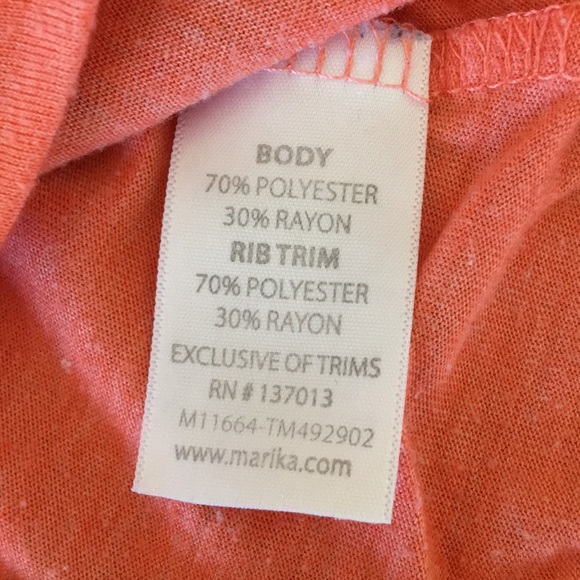 BODY
70% POLYESTER
30% RAYON
RIB TRIM
70% POLYESTER
30% RAYON
EXCLUSIVE OF TRIMS
RN # 137013
M11664-TM492902
www.marika.com